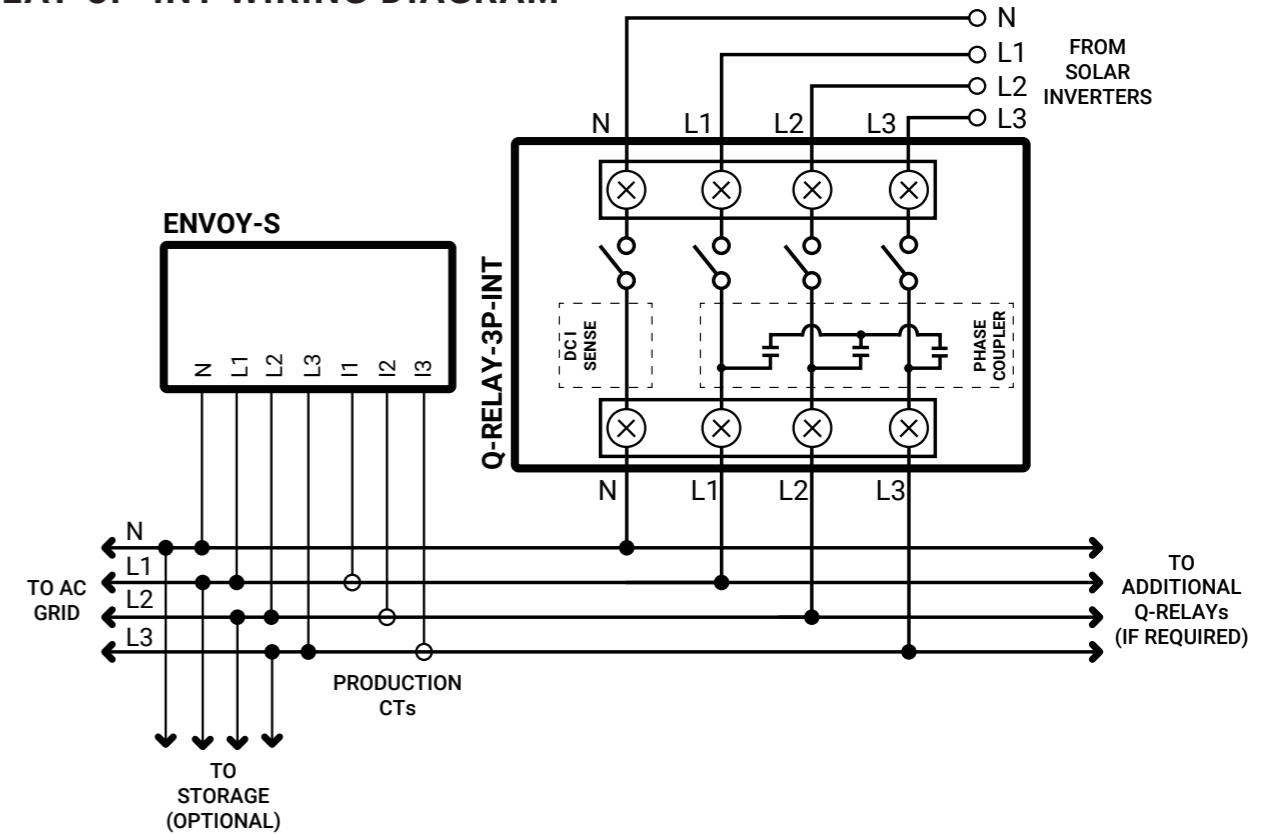 WIRING DIAGRAM
N
L1
L2
L3
FROM
SOLAR
INVERTERS
N L1 L2 L3
Q-RELAY-3P-INT
DC I
SENSE
PHASE
COUPLER
N L1 L2 L3
ENVOY-S
N L1 L2 L3 I1 I2 I3
N
L1
L2
L3
TO AC
GRID
PRODUCTION
CTs
TO
STORAGE
(OPTIONAL)
TO
ADDITIONAL
Q-RELAYs
(IF REQUIRED)